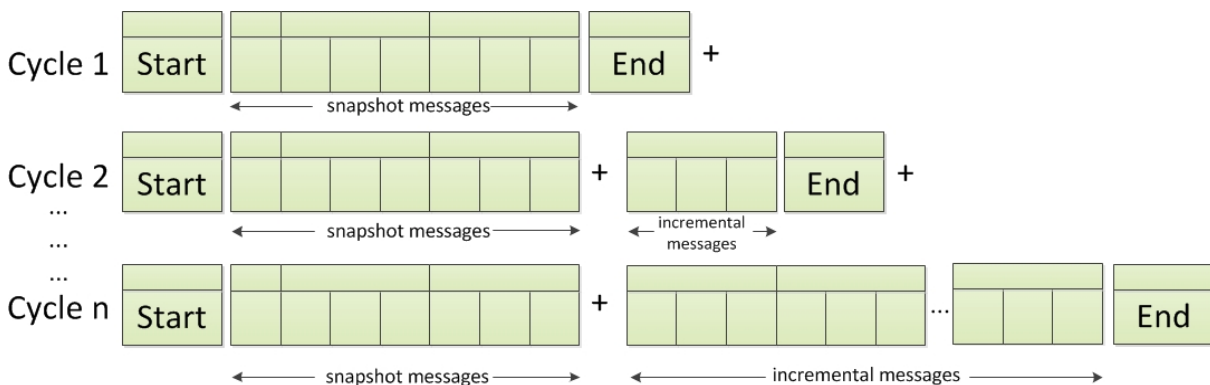 Cycle 1 Start End +
snapshot messages
Cycle 2 Start + End +
...
snapshot messages
incremental
messages
...
...
Cycle n Start + ... End
snapshot messages
incremental messages